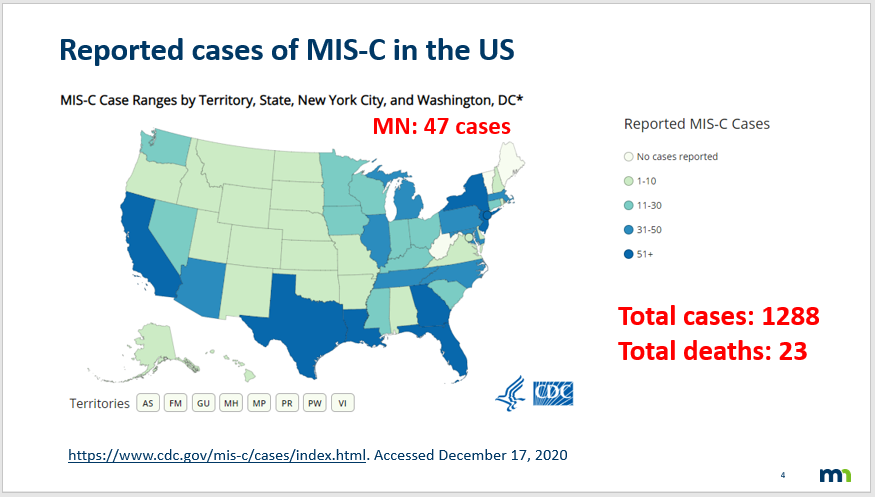 Reported cases of MIS-C in the US
MIS-C Case Ranges by Territory, State, New York City, and Washington, DC*
MN: 47 cases
Reported MIS-C Cases
No cases reported
1-10
11-30
31-50
51+
Total cases: 1288
Total deaths: 23
Territories AS FM GU MH MP PR PW VI
CDC
https://www.cdc.gov/mis-c/cases/index.html. Accessed December 17, 2020
4
mn